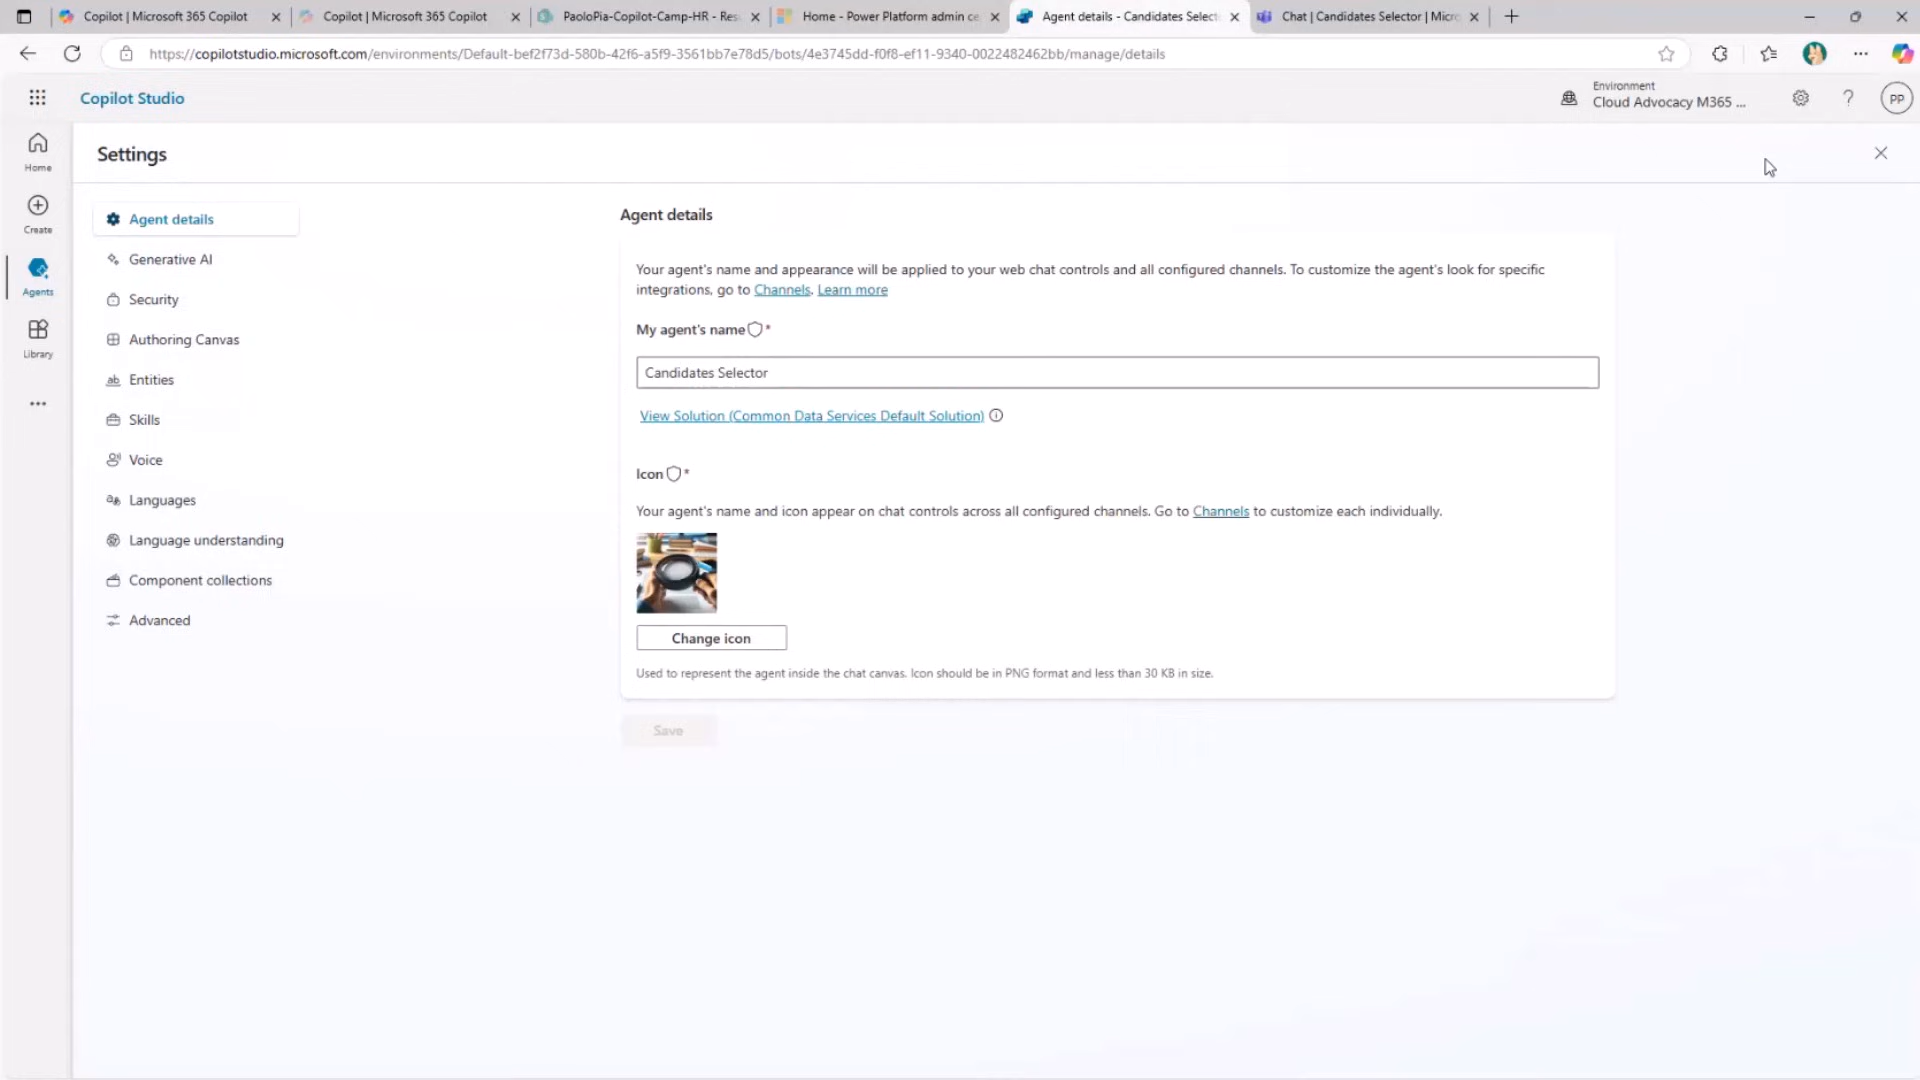 Copilot | Microsoft 365 Copilot
Copilot | Microsoft 365 Copilot
PaoloPia-Copilot-Camp-HR - Res
Home - Power Platform admin ce
Agent details - Candidates Select
Chat | Candidates Selector | Micro
https://copilotstudio.microsoft.com/environments/Default-bef2f73d-580b-42f6-a5f9-3561bb7e78d5/bots/4e3745dd-f0f8-ef11-9340-0022482462bb/manage/details
Copilot Studio
Environment
Cloud Advocacy M365 ...
PP
Home
Create
Agents
Library
Settings
Agent details
Generative AI
Security
Authoring Canvas
Entities
Skills
Voice
Languages
Language understanding
Component collections
Advanced
Agent details
Your agent's name and appearance will be applied to your web chat controls and all configured channels. To customize the agent's look for specific
integrations, go to Channels. Learn more
My agent's name *
Candidates Selector
View Solution (Common Data Services Default Solution)
Icon *
Your agent's name and icon appear on chat controls across all configured channels. Go to Channels to customize each individually.
Change icon
Used to represent the agent inside the chat canvas. Icon should be in PNG format and less than 30 KB in size.
Save